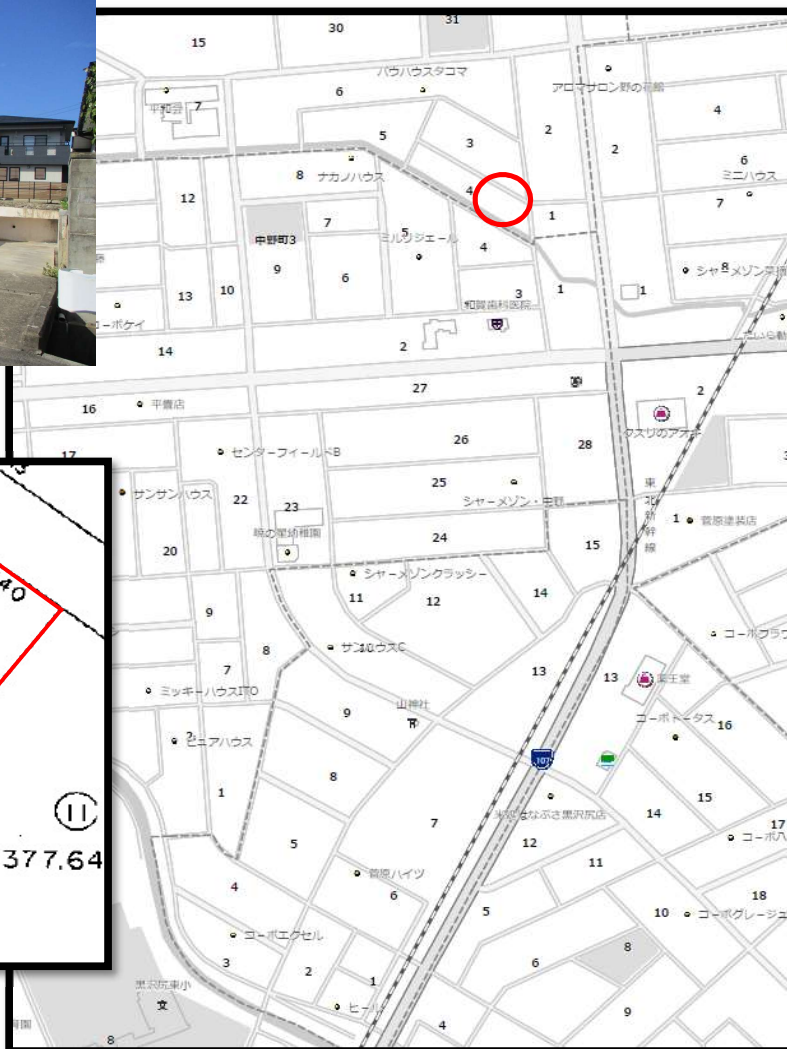 15
30
31
バウハウスタコマ
アロマサロン野の花館
平和会
7
6
5
3
2
2
4
8
ナカノハウス
4
6
ミニハウス
7
12
7
中野町3
5
ミルリジエール
4
1
シャーメゾン
8
13
10
9
6
3
1
1
ーポケイ
和賀歯科医院
14
2
27
16
平豊店
2
クスリのアオキ
17
センターフィールドB
26
28
サンサンハウス
22
25
シャーメゾン・中野
東北新幹線
1
菅原塗装店
23
暁の星幼稚園
24
15
20
シャーメゾンクラッシー
11
12
14
40
9
8
サンハウスC
10
7
13
13
薬王堂
ミッキーハウスITO
9
山神社
コーポトータス
16
2
ピニアハウス
107
8
1
15
14
17
7
12
11
377.64
5
菅原ハイツ
11
コーポ八
4
6
18
5
10
コーポグレージュ
コーポエクセル
3
8
2
6
1
黒沢尻東小
文
9
4
8